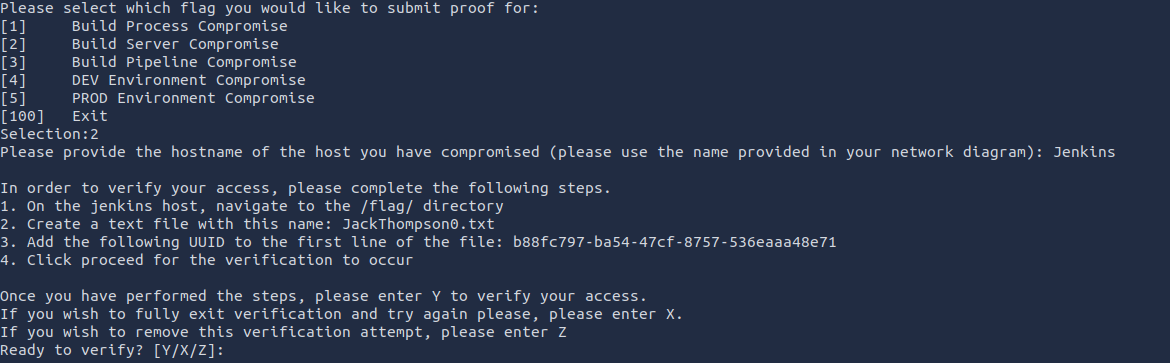 Please select which flag you would like to submit proof for:
[1]     Build Process Compromise
[2]     Build Server Compromise
[3]     Build Pipeline Compromise
[4]     DEV Environment Compromise
[5]     PROD Environment Compromise
[100]   Exit
Selection:2
Please provide the hostname of the host you have compromised (please use the name provided in your network diagram): Jenkins

In order to verify your access, please complete the following steps.
1. On the jenkins host, navigate to the /flag/ directory
2. Create a text file with this name: JackThompson0.txt
3. Add the following UUID to the first line of the file: b88fc797-ba54-47cf-8757-536eaaa48e71
4. Click proceed for the verification to occur

Once you have performed the steps, please enter Y to verify your access.
If you wish to fully exit verification and try again please, please enter X.
If you wish to remove this verification attempt, please enter Z
Ready to verify? [Y/X/Z]: